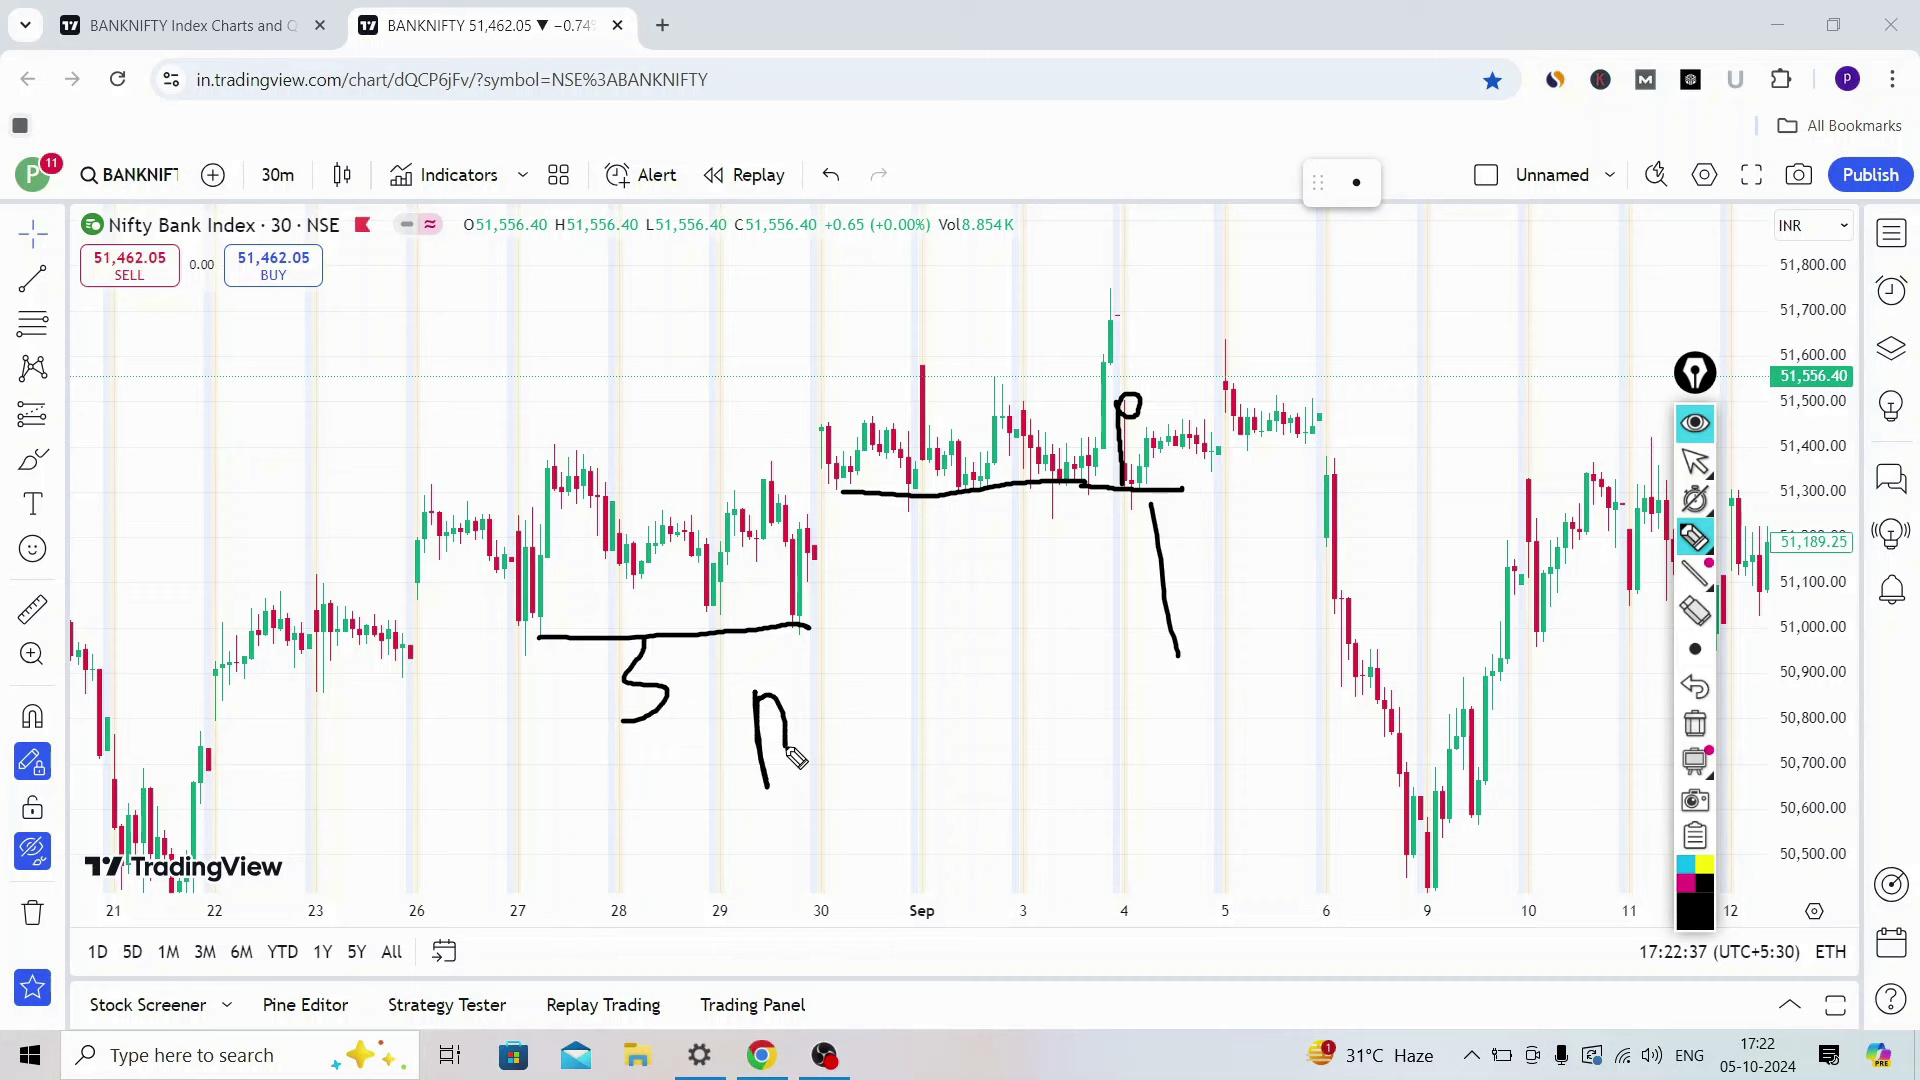 BANKNIFTY Index Charts and Q
BANKNIFTY 51,462.05 ▼ −0.74%
in.tradingview.com/chart/dQCP6jFv/?symbol=NSE%3ABANKNIFTY
All Bookmarks
P 11 BANKNIFT 30m Indicators Alert Replay Unnamed Publish
Nifty Bank Index · 30 · NSE O51,556.40 H51,556.40 L51,556.40 C51,556.40 +0.65 (+0.00%) Vol8.854 K
INR
51,462.05 SELL 0.00 51,462.05 BUY
51,800.00
51,700.00
51,600.00
51,556.40
51,500.00
51,400.00
51,300.00
51,189.25
51,100.00
51,000.00
50,900.00
50,800.00
50,700.00
50,600.00
50,500.00
TradingView
21 22 23 26 27 28 29 30 Sep 3 4 5 6 9 10 11 12
1D 5D 1M 3M 6M YTD 1Y 5Y All
17:22:37 (UTC+5:30) ETH
Stock Screener Pine Editor Strategy Tester Replay Trading Trading Panel
Type here to search
31°C Haze ENG 17:22
05-10-2024